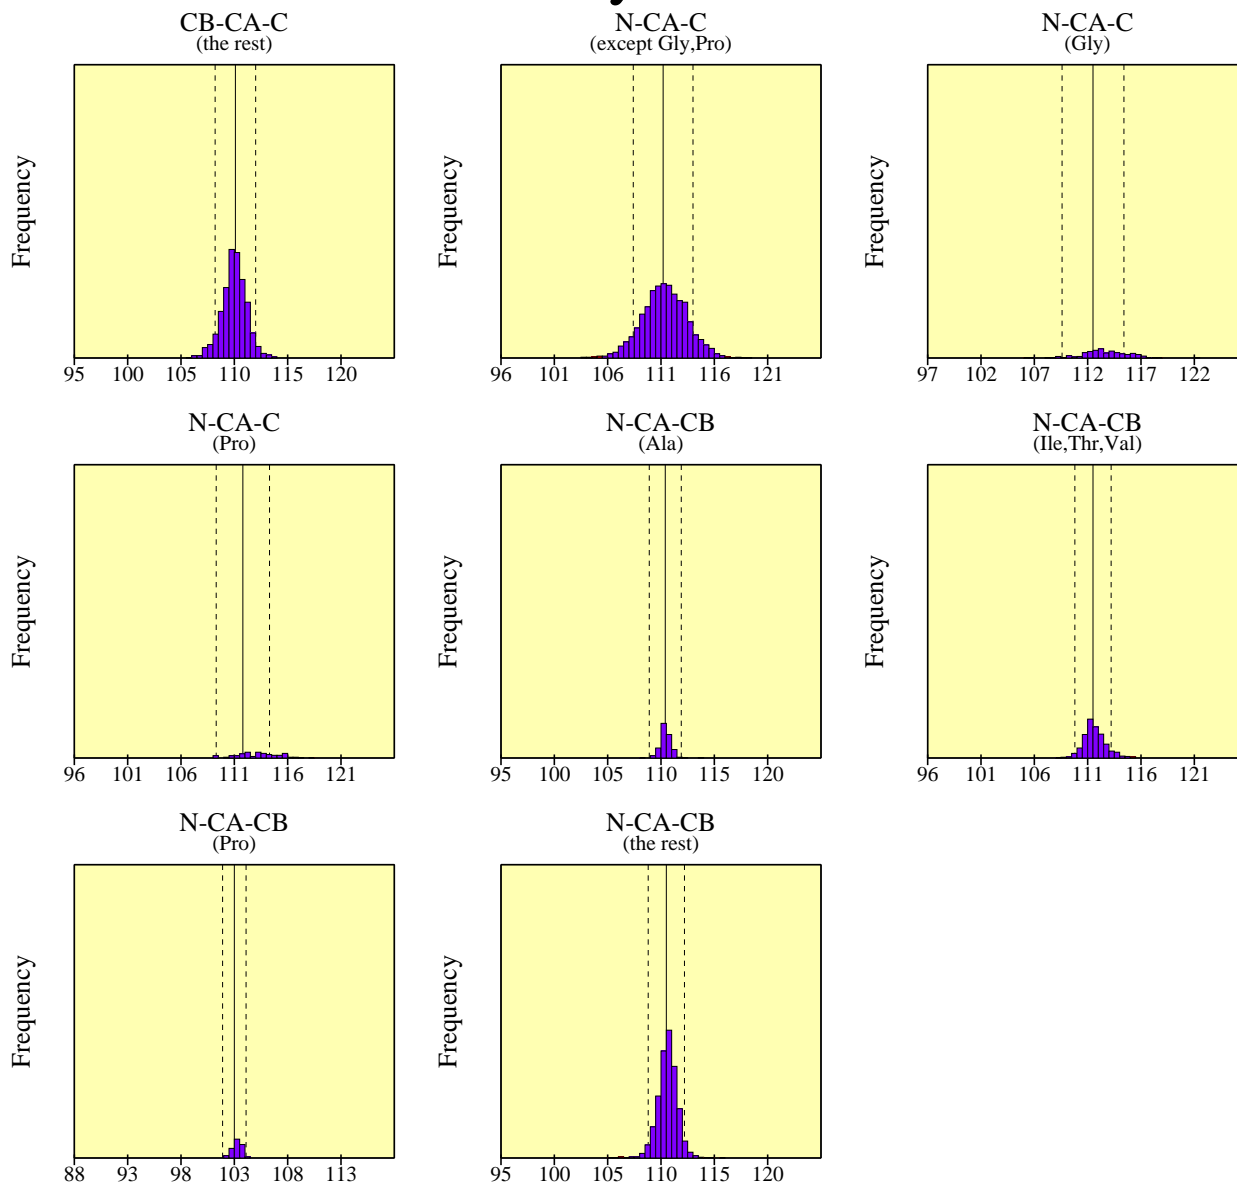 CB-CA-C
(the rest)
Frequency
95 100 105 110 115 120
N-CA-C
(except Gly,Pro)
Frequency
96 101 106 111 116 121
N-CA-C
(Gly)
Frequency
97 102 107 112 117 122
N-CA-C
(Pro)
Frequency
96 101 106 111 116 121
N-CA-CB
(Ala)
Frequency
95 100 105 110 115 120
N-CA-CB
(Ile,Thr,Val)
Frequency
96 101 106 111 116 121
N-CA-CB
(Pro)
Frequency
88 93 98 103 108 113
N-CA-CB
(the rest)
Frequency
95 100 105 110 115 120